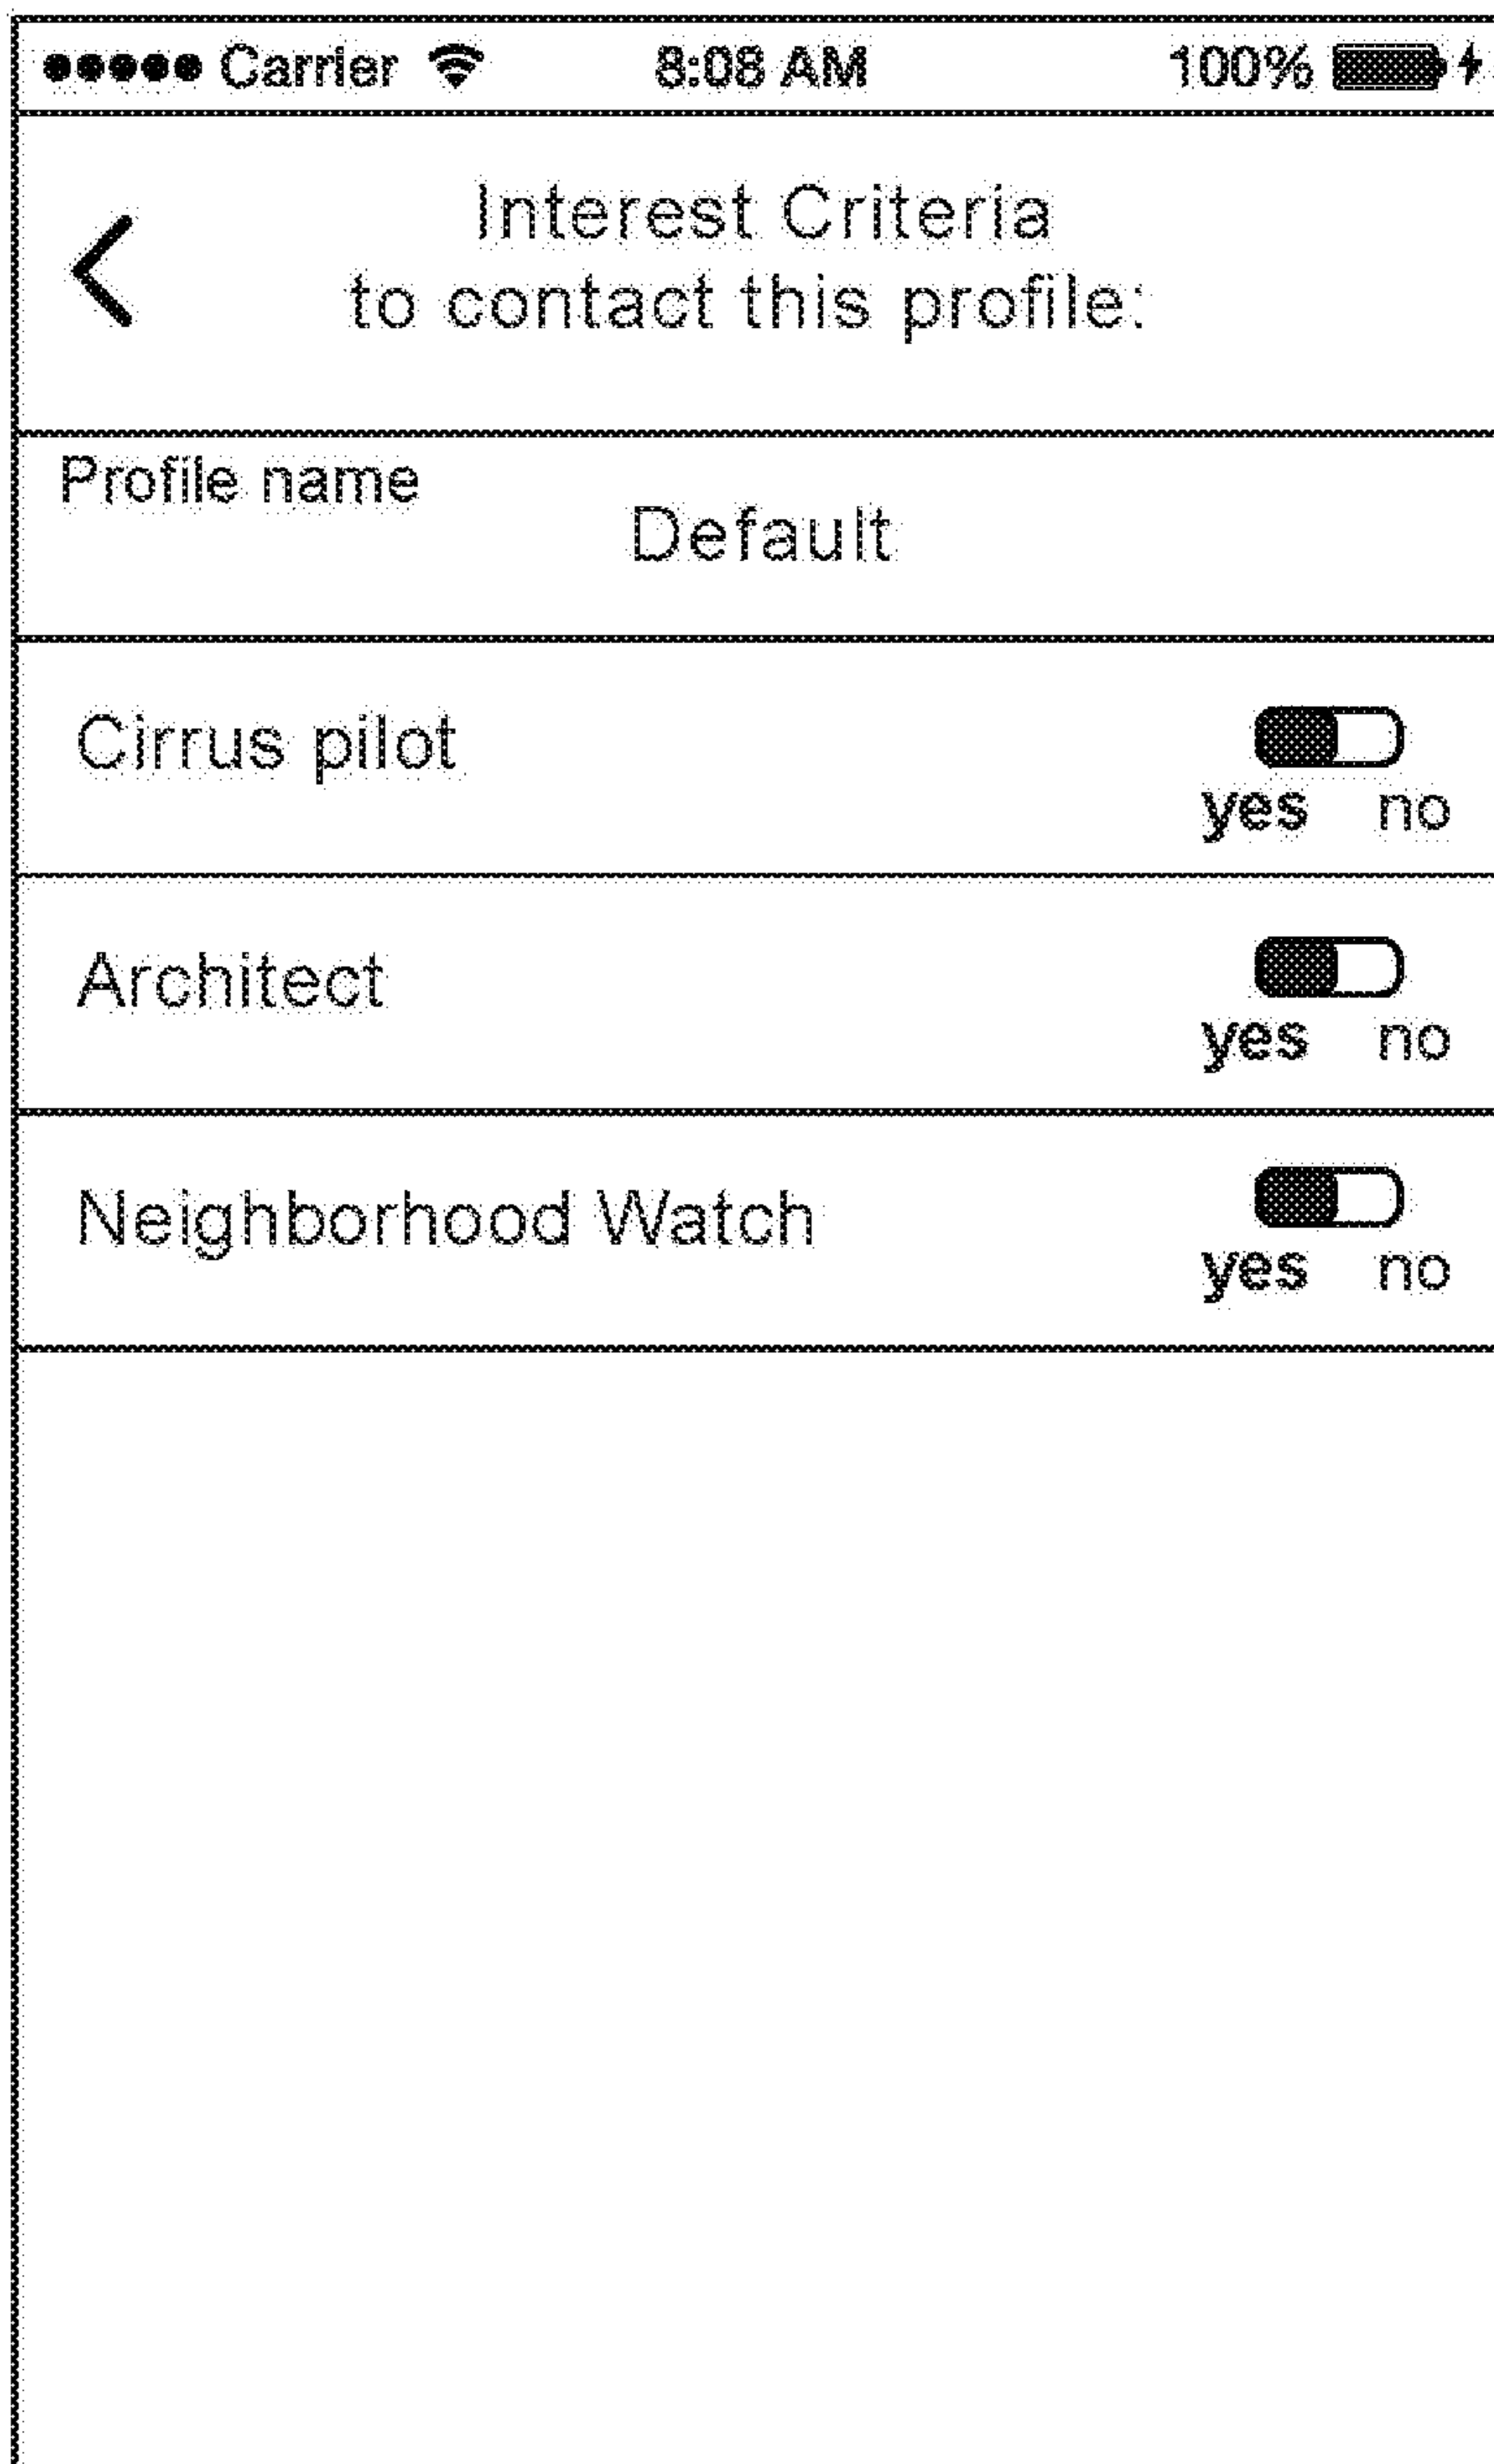 Carrier 8:08 AM 100%
Interest Criteria
to contact this profile:
Profile name
Default
Cirrus pilot
yes no
Architect
yes no
Neighborhood Watch
yes no